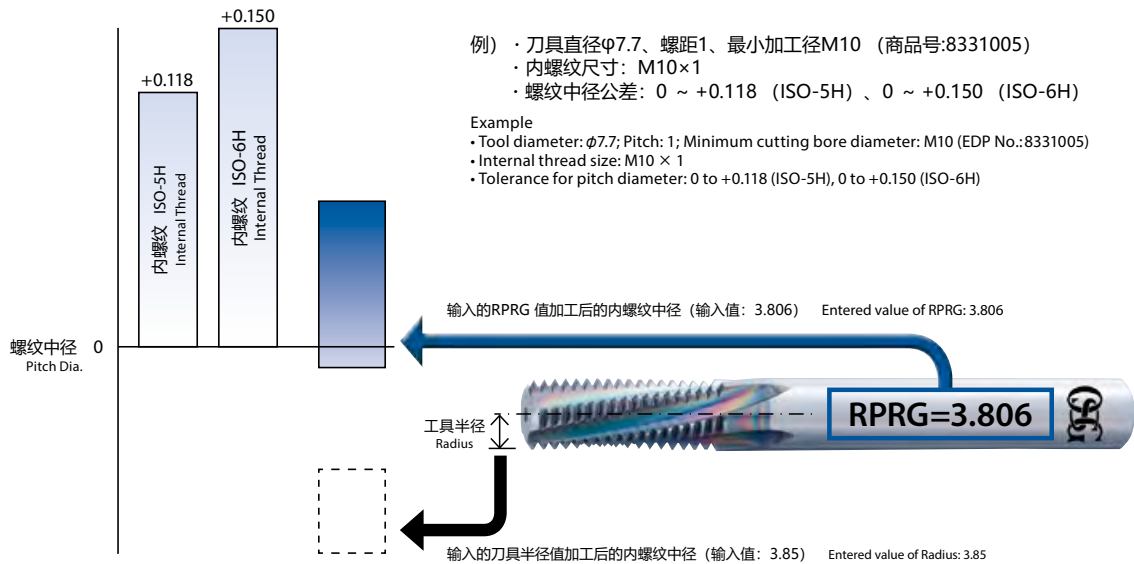 +0.150
+0.118
内螺纹 ISO-5H
Internal Thread
内螺纹 ISO-6H
Internal Thread
例）・刀具直径φ7.7、螺距1、最小加工径M10 （商品号:8331005）
・内螺纹尺寸：M10×1
・螺纹中径公差：0 ~ +0.118 （ISO-5H）、0 ~ +0.150 （ISO-6H）
Example
• Tool diameter: φ7.7; Pitch: 1; Minimum cutting bore diameter: M10 (EDP No.:8331005)
• Internal thread size: M10 × 1
• Tolerance for pitch diameter: 0 to +0.118 (ISO-5H), 0 to +0.150 (ISO-6H)
输入的RPRG 值加工后的内螺纹中径（输入值：3.806） Entered value of RPRG: 3.806
螺纹中径 0
Pitch Dia.
RPRG=3.806
OSG
工具半径
Radius
输入的刀具半径值加工后的内螺纹中径（输入值：3.85） Entered value of Radius: 3.85